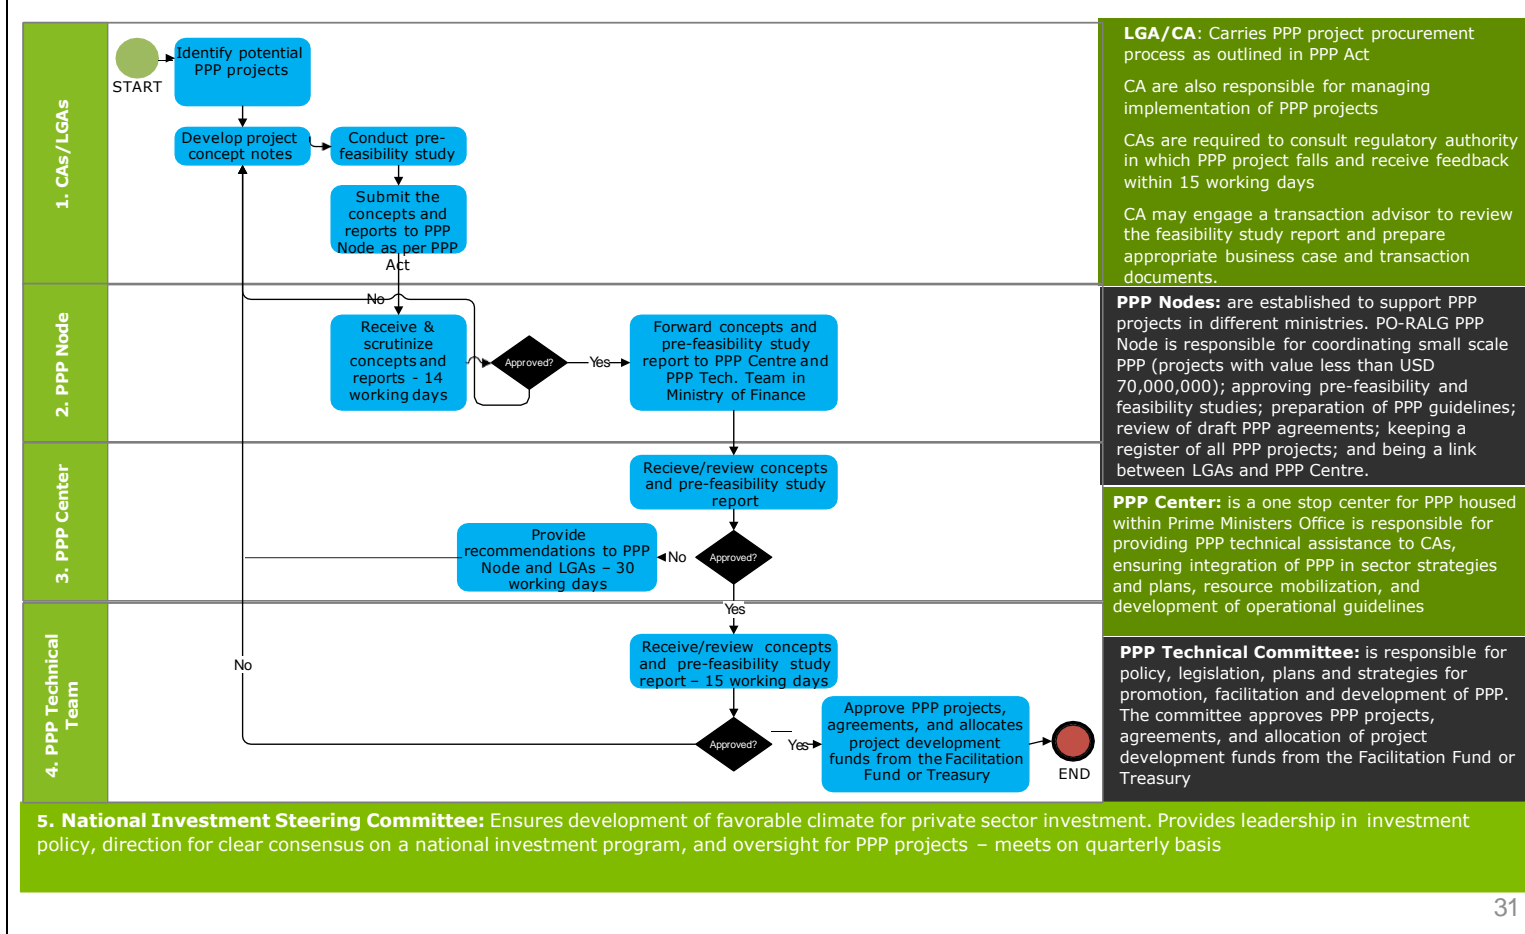 1. CAs/LGAs
START
Identify potential
PPP projects
Develop project
concept notes
Conduct pre-
feasibility study
Submit the
concepts and
reports to PPP
Node as per PPP
Act
LGA/CA: Carries PPP project procurement
process as outlined in PPP Act
CA are also responsible for managing
implementation of PPP projects
CAs are required to consult regulatory authority
in which PPP project falls and receive feedback
within 15 working days
CA may engage a transaction advisor to review
the feasibility study report and prepare
appropriate business case and transaction
documents.
2. PPP Node
No
Receive &
scrutinize
concepts and
reports - 14
working days
Approved?
Yes
Forward concepts and
pre-feasibility study
report to PPP Centre and
PPP Tech. Team in
Ministry of Finance
PPP Nodes: are established to support PPP
projects in different ministries. PO-RALG PPP
Node is responsible for coordinating small scale
PPP (projects with value less than USD
70,000,000); approving pre-feasibility and
feasibility studies; preparation of PPP guidelines;
review of draft PPP agreements; keeping a
register of all PPP projects; and being a link
between LGAs and PPP Centre.
3. PPP Center
Recieve/review concepts
and pre-feasibility study
report
Approved?
No
Provide
recommendations to PPP
Node and LGAs – 30
working days
Yes
PPP Center: is a one stop center for PPP housed
within Prime Ministers Office is responsible for
providing PPP technical assistance to CAs,
ensuring integration of PPP in sector strategies
and plans, resource mobilization, and
development of operational guidelines
4. PPP Technical
Team
No
Receive/review concepts
and pre-feasibility study
report – 15 working days
Approved?
Yes
Approve PPP projects,
agreements, and allocates
project development
funds from the Facilitation
Fund or Treasury
END
PPP Technical Committee: is responsible for
policy, legislation, plans and strategies for
promotion, facilitation and development of PPP.
The committee approves PPP projects,
agreements, and allocation of project
development funds from the Facilitation Fund or
Treasury
5. National Investment Steering Committee: Ensures development of favorable climate for private sector investment. Provides leadership in investment
policy, direction for clear consensus on a national investment program, and oversight for PPP projects – meets on quarterly basis
31